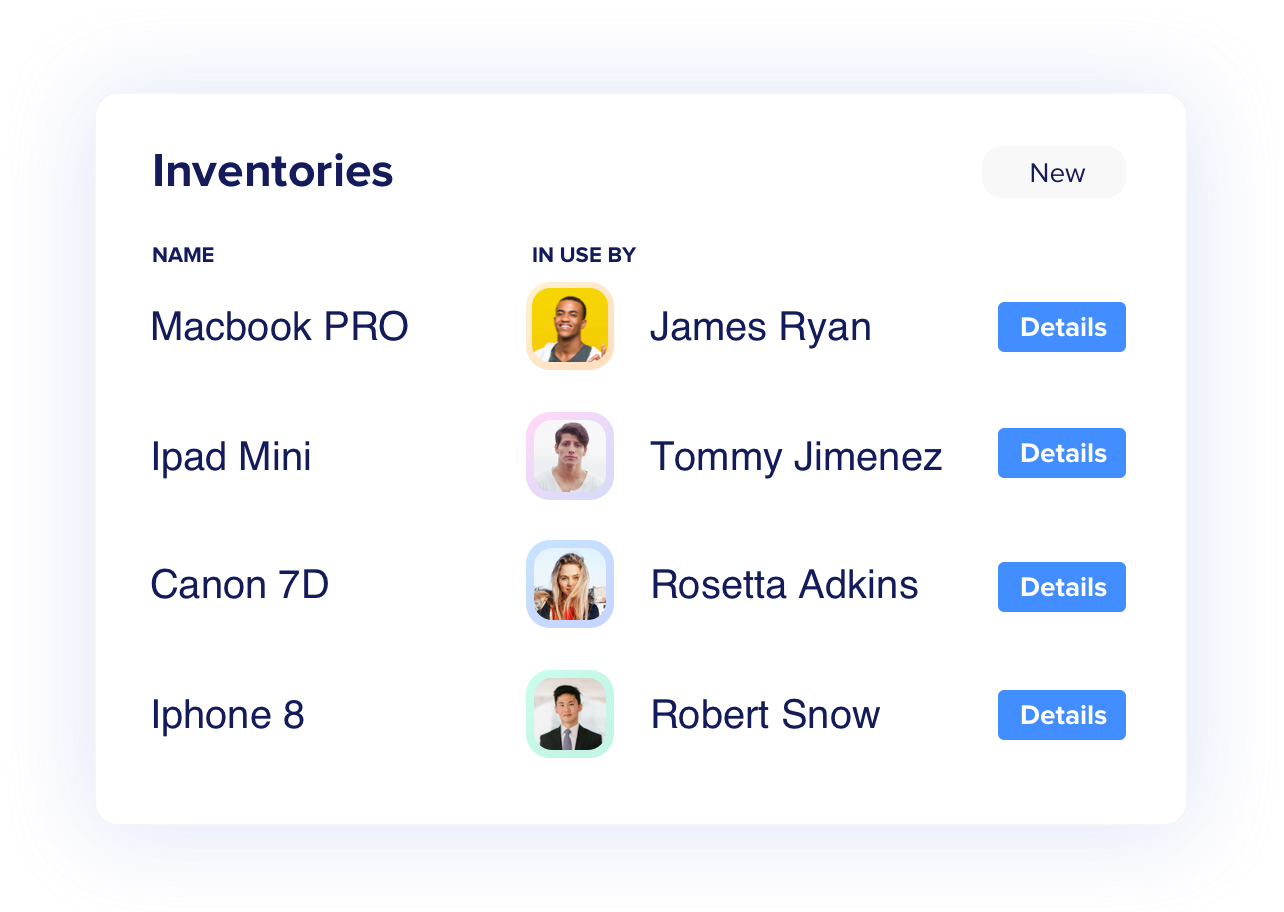 Inventories
New
NAME IN USE BY
Macbook PRO James Ryan Details
Ipad Mini Tommy Jimenez Details
Canon 7D Rosetta Adkins Details
Iphone 8 Robert Snow Details